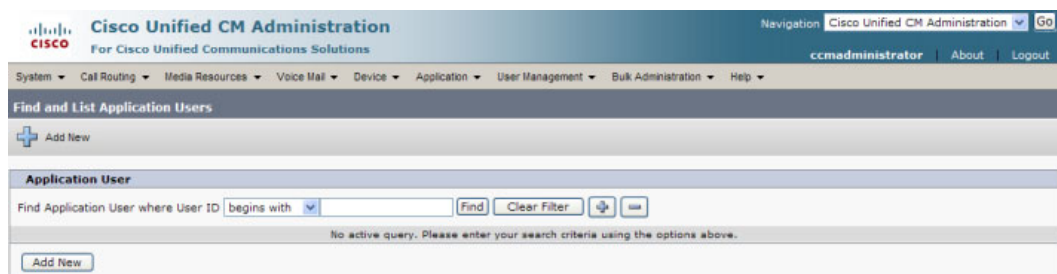 Cisco Unified CM Administration
CISCO
For Cisco Unified Communications Solutions
Navigation Cisco Unified CM Administration Go
ccmadministrator | About | Logout
System Call Routing Media Resources Voice Mail Device Application User Management Bulk Administration Help
Find and List Application Users
Add New
Application User
Find Application User where User ID begins with Find Clear Filter
No active query. Please enter your search criteria using the options above.
Add New